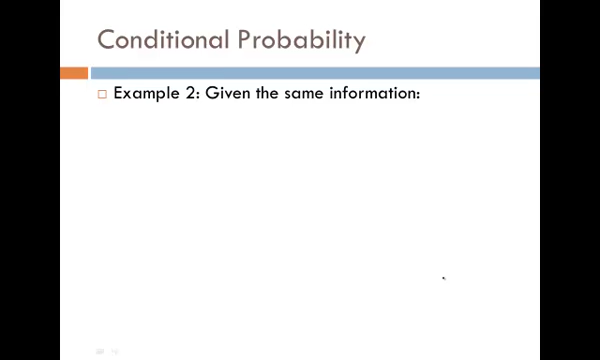 Conditional Probability
Example 2: Given the same information: